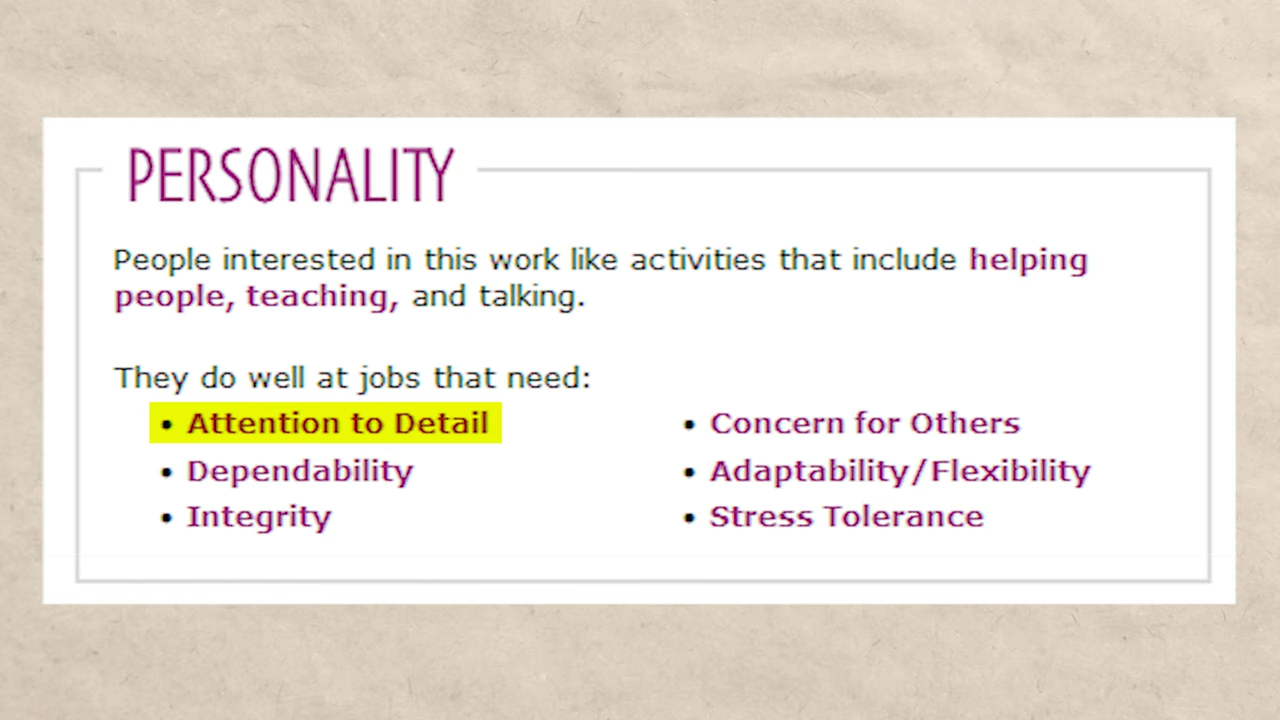 PERSONALITY
People interested in this work like activities that include helping
people, teaching, and talking.
They do well at jobs that need:
• Attention to Detail
• Dependability
• Integrity
• Concern for Others
• Adaptability/Flexibility
• Stress Tolerance